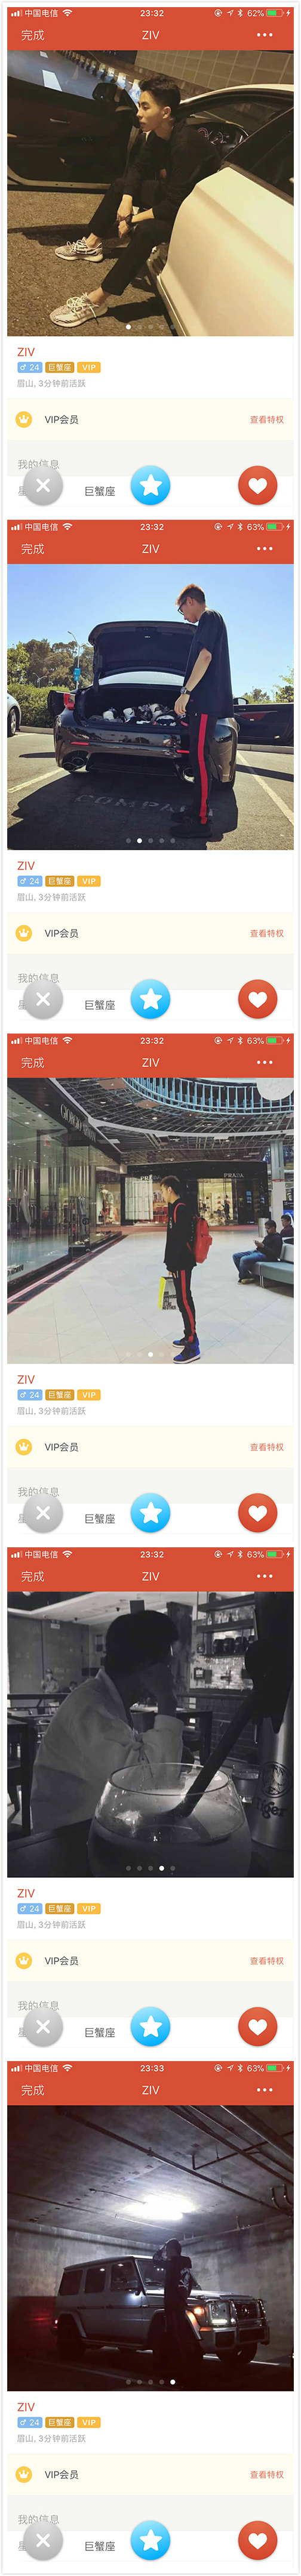 中国电信 23:32 62%
完成 ZIV
ZIV
♂ 24 巨蟹座 VIP
眉山, 3分钟前活跃
VIP会员 查看特权
我的信息
巨蟹座
中国电信 23:32 63%
完成 ZIV
COMPA
ZIV
♂ 24 巨蟹座 VIP
眉山, 3分钟前活跃
VIP会员 查看特权
我的信息
巨蟹座
中国电信 23:32 63%
完成 ZIV
PRADA
ZIV
♂ 24 巨蟹座 VIP
眉山, 3分钟前活跃
VIP会员 查看特权
我的信息
巨蟹座
中国电信 23:32 63%
完成 ZIV
Tiger
ZIV
♂ 24 巨蟹座 VIP
眉山, 3分钟前活跃
VIP会员 查看特权
我的信息
巨蟹座
中国电信 23:33 63%
完成 ZIV
ZIV
♂ 24 巨蟹座 VIP
眉山, 3分钟前活跃
VIP会员 查看特权
我的信息
巨蟹座